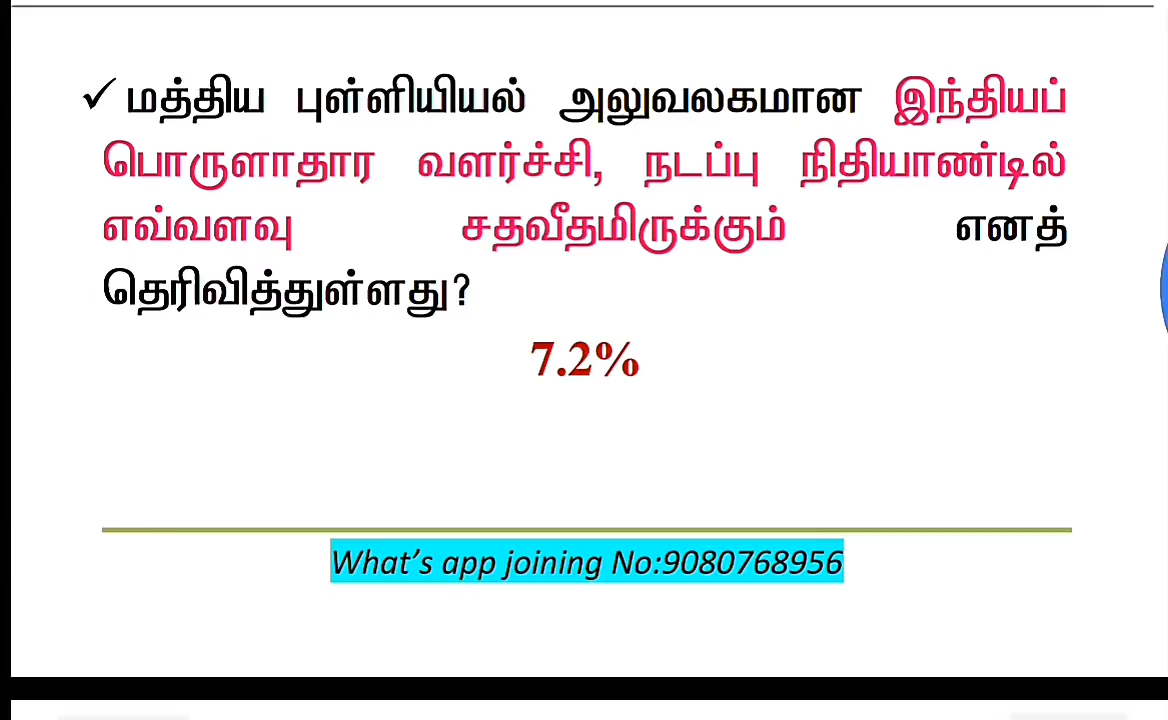 ✓ மத்திய புள்ளியியல் அலுவலகமான இந்தியப்
பொருளாதார வளர்ச்சி, நடப்பு நிதியாண்டில்
எவ்வளவு சதவீதமிருக்கும் எனத்
தெரிவித்துள்ளது?
7.2%
What's app joining No:9080768956